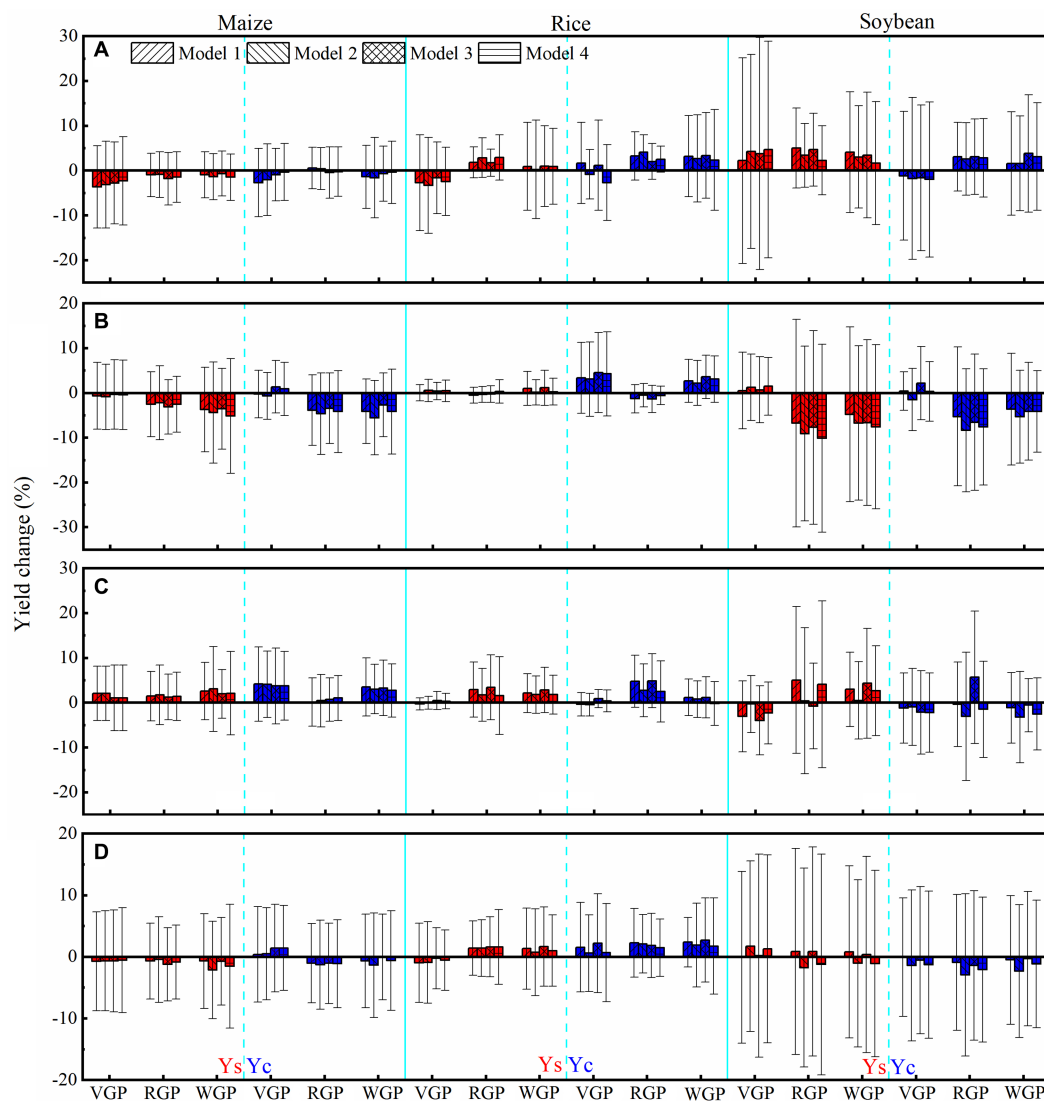 Maize Rice Soybean
A Model 1 Model 2 Model 3 Model 4
30
20
10
0
-10
-20
B
20
10
0
-10
-20
-30
Yield change (%)
C
30
20
10
0
-10
-20
D
20
10
0
-10
-20
Ys Yc Ys Yc Ys Yc
VGP RGP WGP VGP RGP WGP VGP RGP WGP VGP RGP WGP VGP RGP WGP VGP RGP WGP